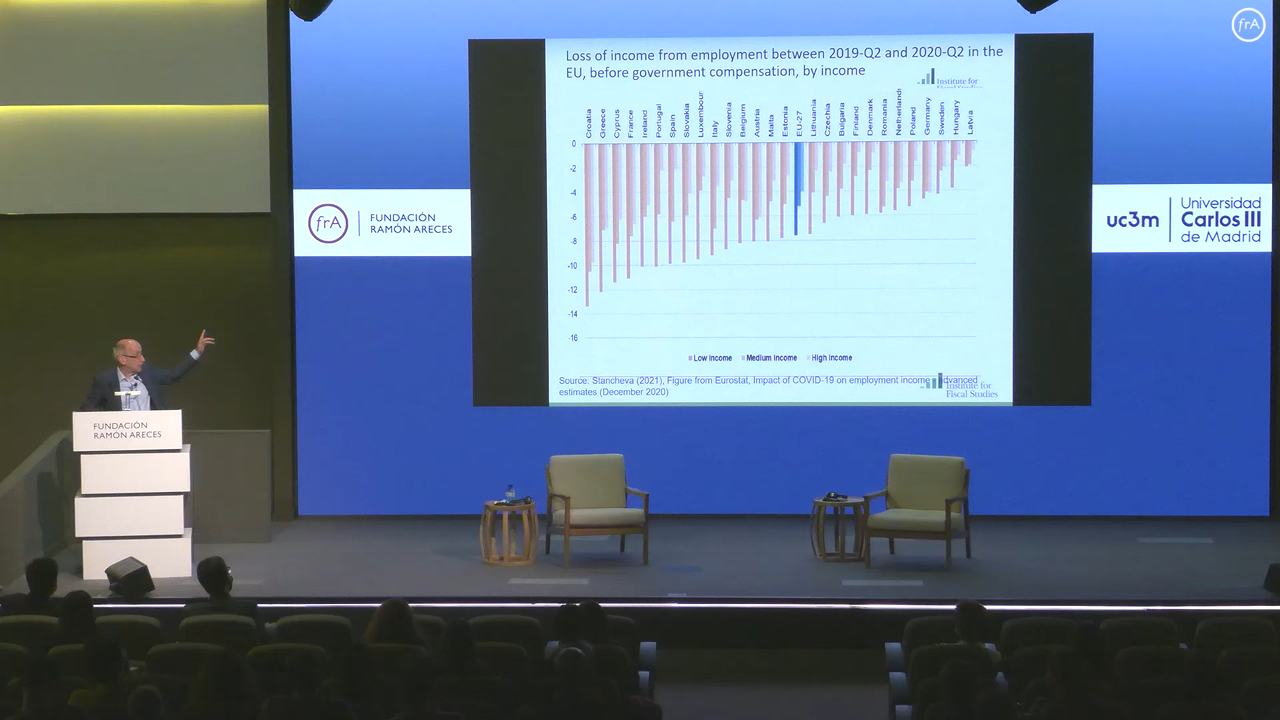 frA
Loss of income from employment between 2019-Q2 and 2020-Q2 in the
EU, before government compensation, by income
Institute for
Fiscal Studies
Croatia
Greece
Cyprus
France
Ireland
Portugal
Spain
Slovakia
Luxembour
Italy
Slovenia
Belgium
Austria
Malta
Estonia
EU-27
Lithuania
Czechia
Bulgaria
Finland
Denmark
Romania
Netherlands
Poland
Germany
Sweden
Hungary
Latvia
0
-2
-4
-6
-8
-10
-12
-14
-16
Low income Medium income High income
Source: Stancheva (2021), Figure from Eurostat, Impact of COVID-19 on employment income - advanced
estimates (December 2020)
Institute for
Fiscal Studies
frA
FUNDACIÓN
RAMÓN ARECES
uc3m
Universidad
Carlos III
de Madrid
FUNDACIÓN
RAMÓN ARECES